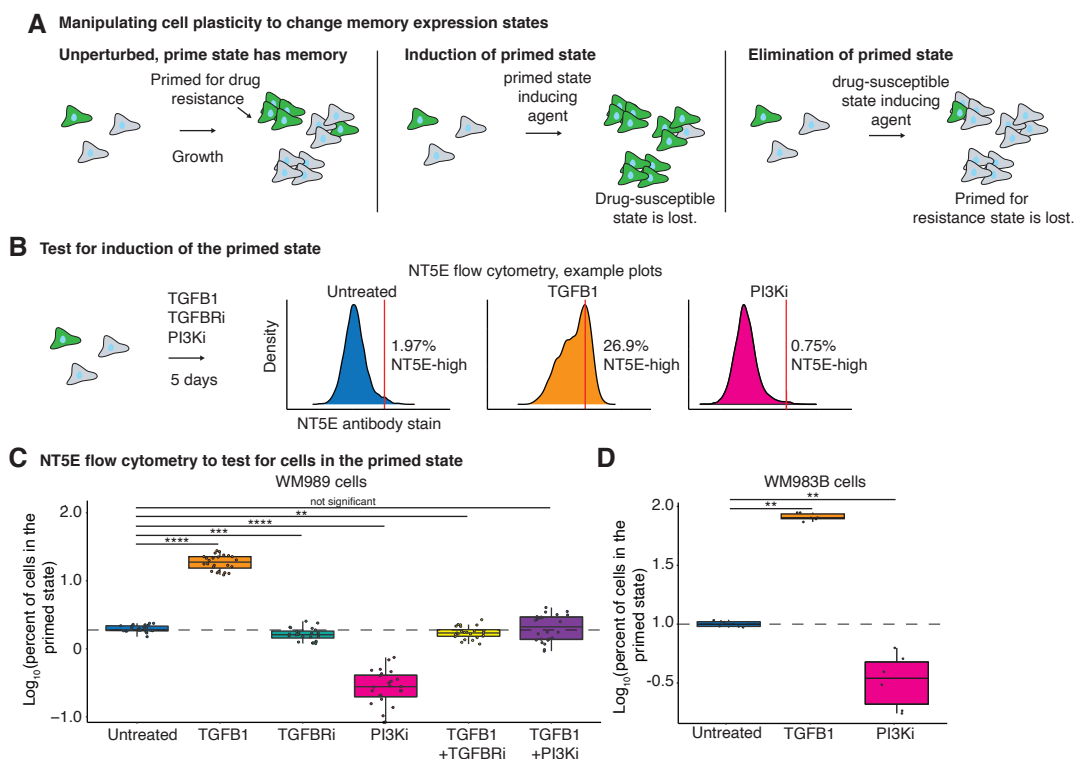 A Manipulating cell plasticity to change memory expression states
Unperturbed, prime state has memory
Primed for drug
resistance
Growth
Induction of primed state
primed state
inducing
agent
Drug-susceptible
state is lost.
Elimination of primed state
drug-susceptible
state inducing
agent
Primed for
resistance state is lost.
B Test for induction of the primed state
TGFB1
TGFBRi
PI3Ki
5 days
NT5E flow cytometry, example plots
Density
Untreated
1.97%
NT5E-high
TGFB1
26.9%
NT5E-high
PI3Ki
0.75%
NT5E-high
NT5E antibody stain
C NT5E flow cytometry to test for cells in the primed state
WM989 cells
Log10(percent of cells in the
primed state)
2.0
1.0
0
−1.0
not significant
**
****
***
****
Untreated
TGFB1
TGFBRi
PI3Ki
TGFB1
+TGFBRi
TGFB1
+PI3Ki
D
WM983B cells
Log10(percent of cells in the
primed state)
2.0
1.5
1.0
-0.5
**
**
Untreated
TGFB1
PI3Ki